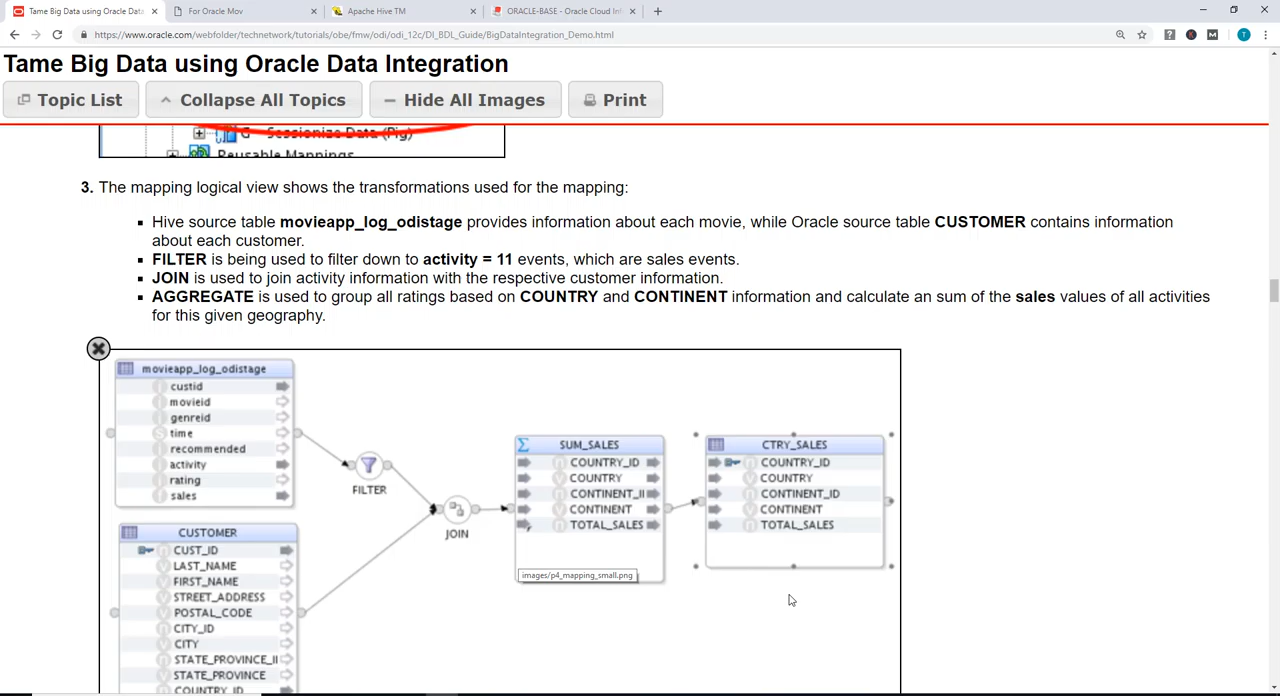 Tame Big Data using Oracle Data
For Oracle Mov
Apache Hive TM
ORACLE-BASE - Oracle Cloud Inf
https://www.oracle.com/webfolder/technetwork/tutorials/obe/fmw/odi/odi_12c/DI_BDL_Guide/BigDataIntegration_Demo.html
Tame Big Data using Oracle Data Integration
Topic List
Collapse All Topics
Hide All Images
Print
G - Sessionize Data (Pig)
Reusable Mappings
3. The mapping logical view shows the transformations used for the mapping:
Hive source table movieapp_log_odistage provides information about each movie, while Oracle source table CUSTOMER contains information
about each customer.
FILTER is being used to filter down to activity = 11 events, which are sales events.
JOIN is used to join activity information with the respective customer information.
AGGREGATE is used to group all ratings based on COUNTRY and CONTINENT information and calculate an sum of the sales values of all activities
for this given geography.
movieapp_log_odistage
custid
movieid
genreid
time
recommended
activity
rating
sales
FILTER
CUSTOMER
CUST_ID
LAST_NAME
FIRST_NAME
STREET_ADDRESS
POSTAL_CODE
CITY_ID
CITY
STATE_PROVINCE_I
STATE_PROVINCE
COUNTRY_ID
JOIN
SUM_SALES
COUNTRY_ID
COUNTRY
CONTINENT_I
CONTINENT
TOTAL_SALES
images/p4_mapping_small.png
CTRY_SALES
COUNTRY_ID
COUNTRY
CONTINENT_ID
CONTINENT
TOTAL_SALES